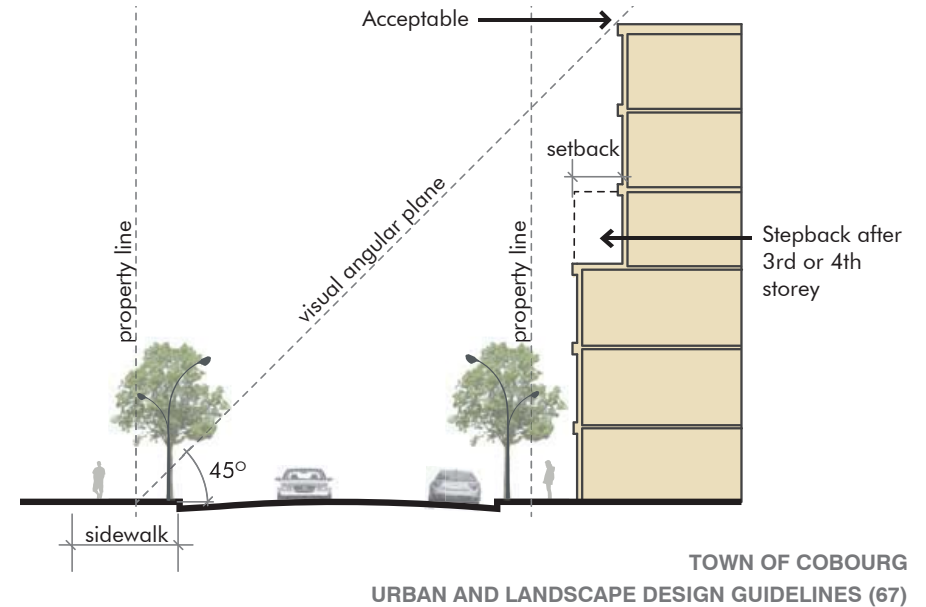 Acceptable
setback
visual angular plane
property line
property line
Stepback after
3rd or 4th
storey
45°
sidewalk
TOWN OF COBOURG
URBAN AND LANDSCAPE DESIGN GUIDELINES (67)